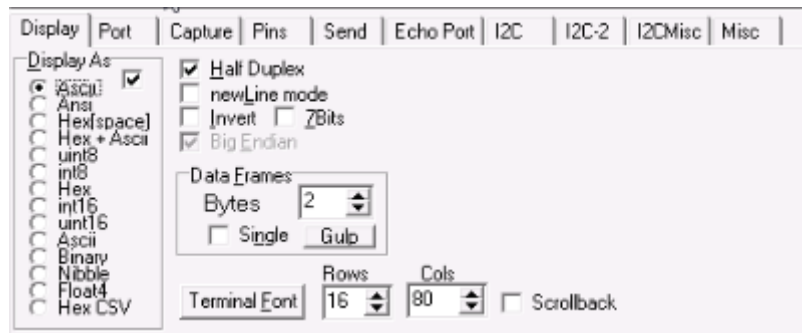 Display Port Capture Pins Send Echo Port I2C I2C-2 I2CMisc Misc
Display As
Ascii
Ansi
Hex[space]
Hex + Ascii
uint8
int8
Hex
int16
uint16
Ascii
Binary
Nibble
Float4
Hex CSV
Half Duplex
newLine mode
Invert 7Bits
Big Endian
Data Frames
Bytes 2
Single Gulp
Rows Cols
Terminal Font 16 80 Scrollback